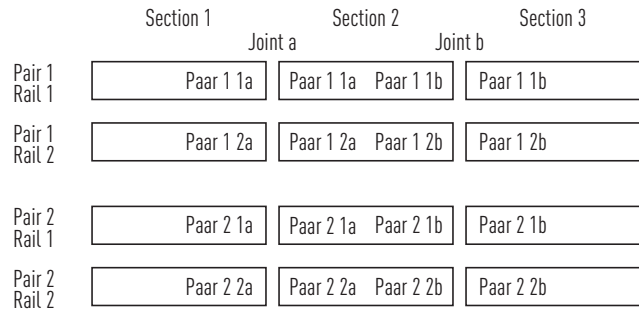 Section 1 Section 2 Section 3
Joint a Joint b
Pair 1
Rail 1
Paar 1 1a Paar 1 1a Paar 1 1b Paar 1 1b
Pair 1
Rail 2
Paar 1 2a Paar 1 2a Paar 1 2b Paar 1 2b
Pair 2
Rail 1
Paar 2 1a Paar 2 1a Paar 2 1b Paar 2 1b
Pair 2
Rail 2
Paar 2 2a Paar 2 2a Paar 2 2b Paar 2 2b